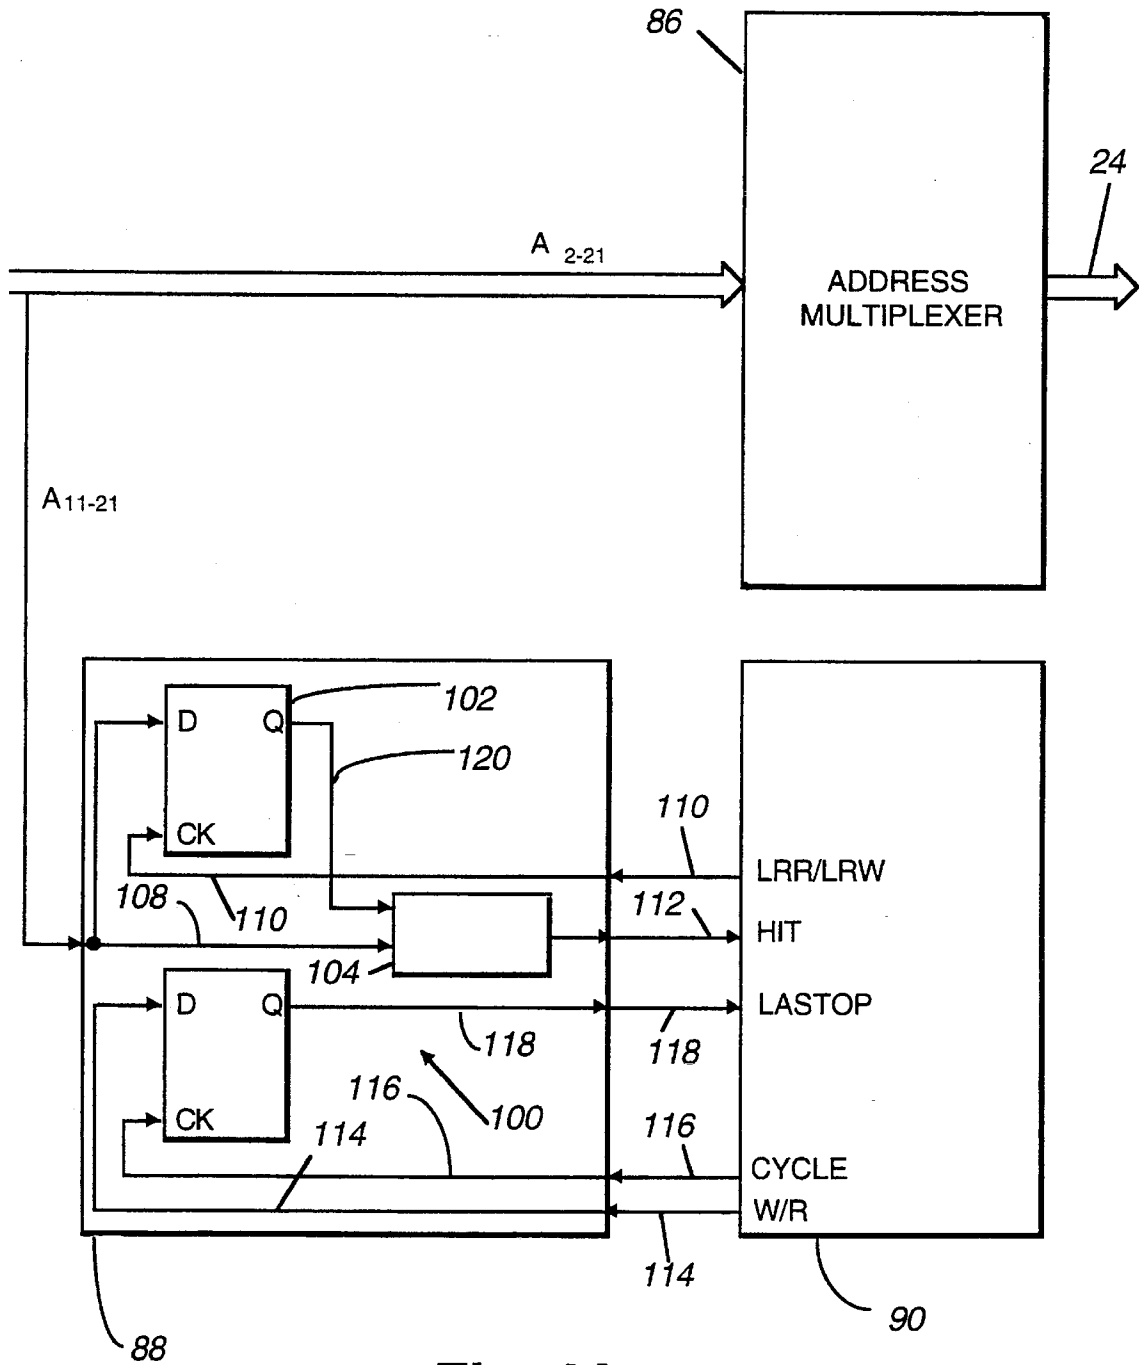 86
24
A 2-21
ADDRESS
MULTIPLEXER
A11-21
D Q
102
120
CK
110
LRR/LRW
108
110
112
HIT
104
D Q
LASTOP
118
118
116
100
CK
114
116
CYCLE
W/R
114
90
88